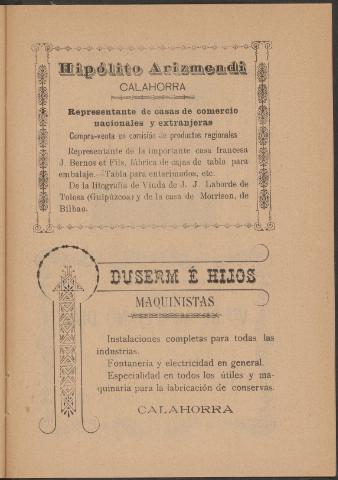 Hipólito Arizmendi
CALAHORRA
Representante de casas de comercio
nacionales y extranjeras
Compra-venta en comisión de productos regionales
Representante de la importante casa francesa
J. Bernos et Fils, fábrica de cajas de tabla para
embalaje.—Tabla para entarimados, etc.
De la litografía de Viuda de J. J. Laborde de
Tolosa (Guipúzcoa) y de la casa de Morrison, de
Bilbao.
DUSERM É HIJOS
MAQUINISTAS
Instalaciones completas para todas las
industrias.
Fontanería y electricidad en general.
Especialidad en todos los útiles y ma-
quinaria para la fabricación de conservas.
CALAHORRA